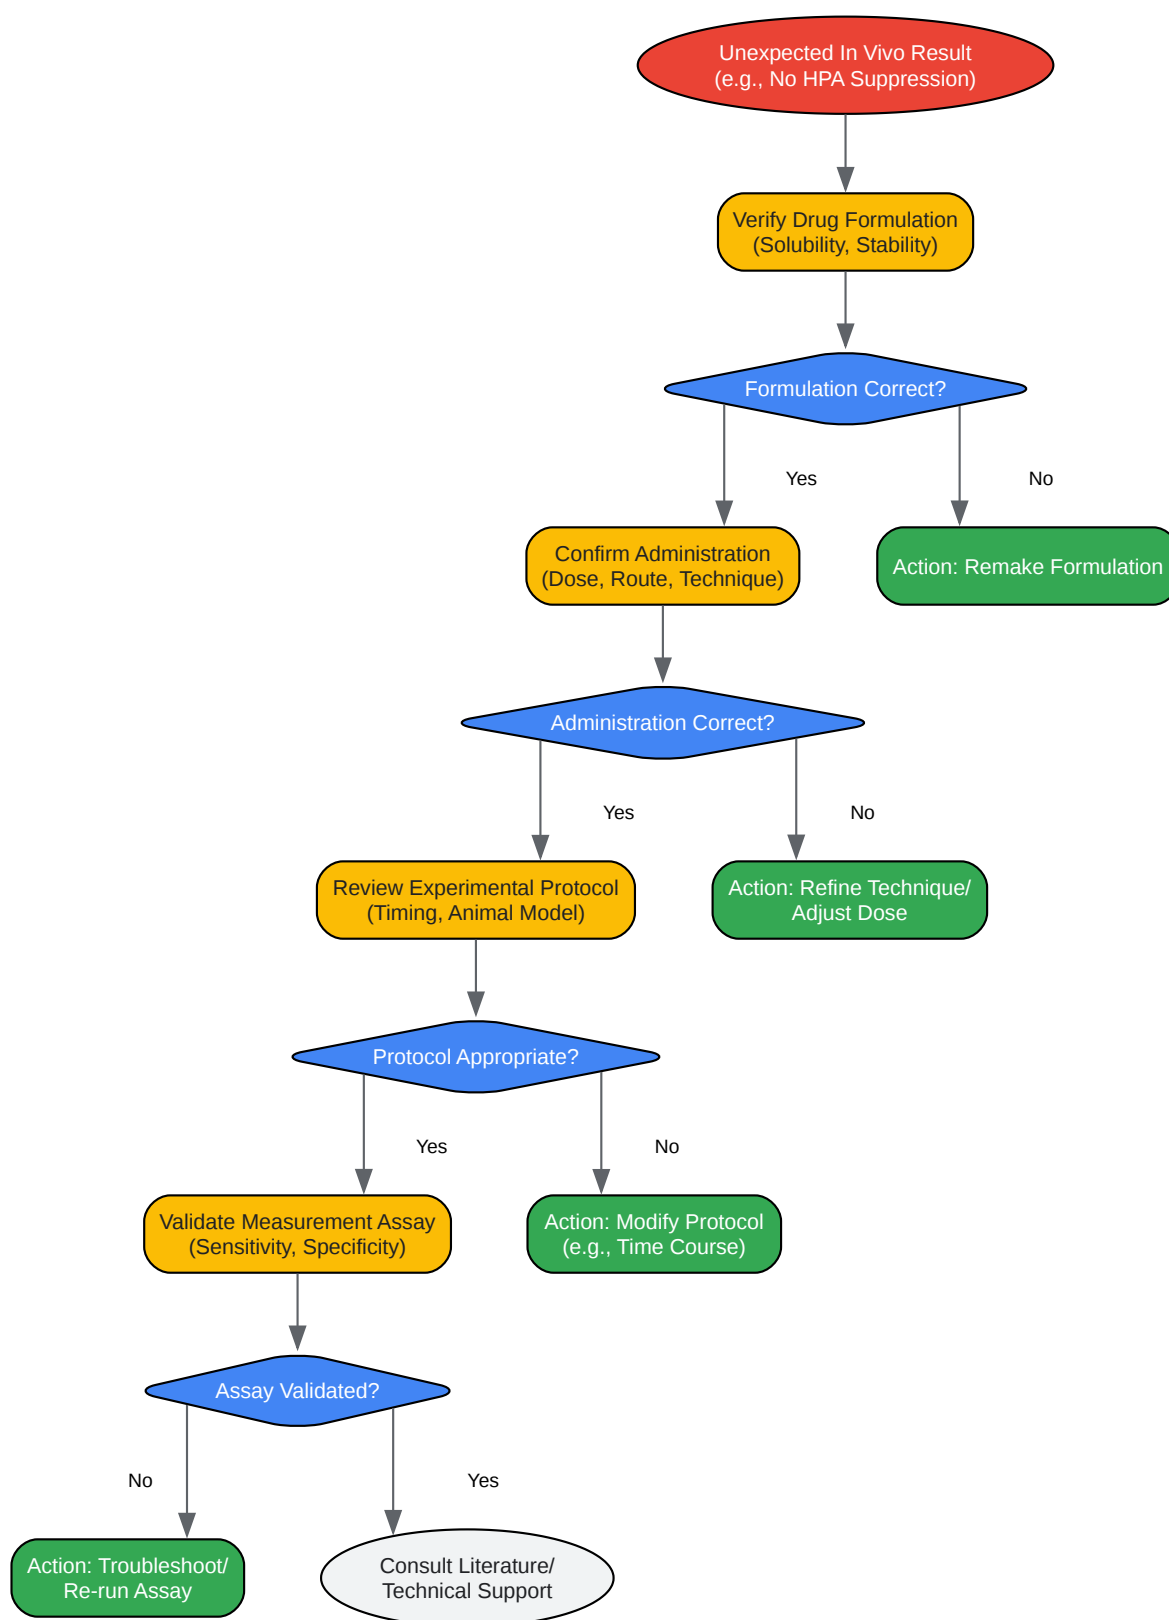 Unexpected In Vivo Result
(e.g., No HPA Suppression)
Verify Drug Formulation
(Solubility, Stability)
Formulation Correct?
Yes
No
Confirm Administration
(Dose, Route, Technique)
Action: Remake Formulation
Administration Correct?
Yes
No
Review Experimental Protocol
(Timing, Animal Model)
Action: Refine Technique/
Adjust Dose
Protocol Appropriate?
Yes
No
Validate Measurement Assay
(Sensitivity, Specificity)
Action: Modify Protocol
(e.g., Time Course)
Assay Validated?
No
Yes
Action: Troubleshoot/
Re-run Assay
Consult Literature/
Technical Support